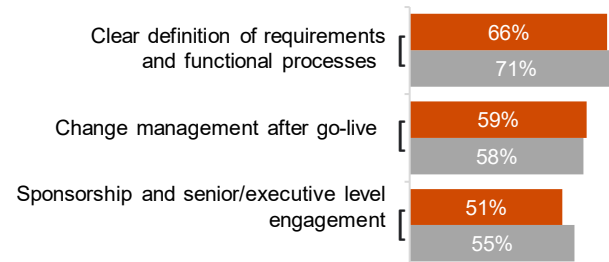 Clear definition of requirements
and functional processes
66%
71%
Change management after go-live
59%
58%
Sponsorship and senior/executive level
engagement
51%
55%